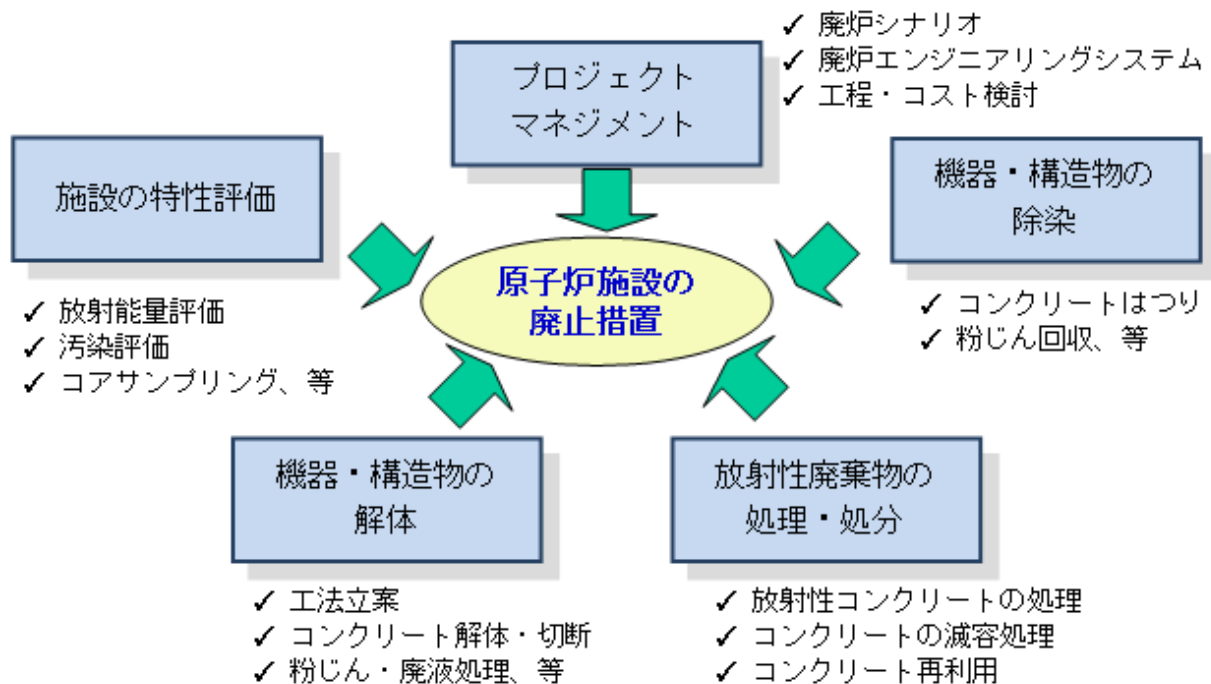 プロジェクト
マネジメント
✓ 廃炉シナリオ
✓ 廃炉エンジニアリングシステム
✓ 工程・コスト検討
施設の特性評価
✓ 放射能量評価
✓ 汚染評価
✓ コアサンプリング、等
機器・構造物の
除染
✓ コンクリートはつり
✓ 粉じん回収、等
原子炉施設の
廃止措置
機器・構造物の
解体
✓ 工法立案
✓ コンクリート解体・切断
✓ 粉じん・廃液処理、等
放射性廃棄物の
処理・処分
✓ 放射性コンクリートの処理
✓ コンクリートの減容処理
✓ コンクリート再利用